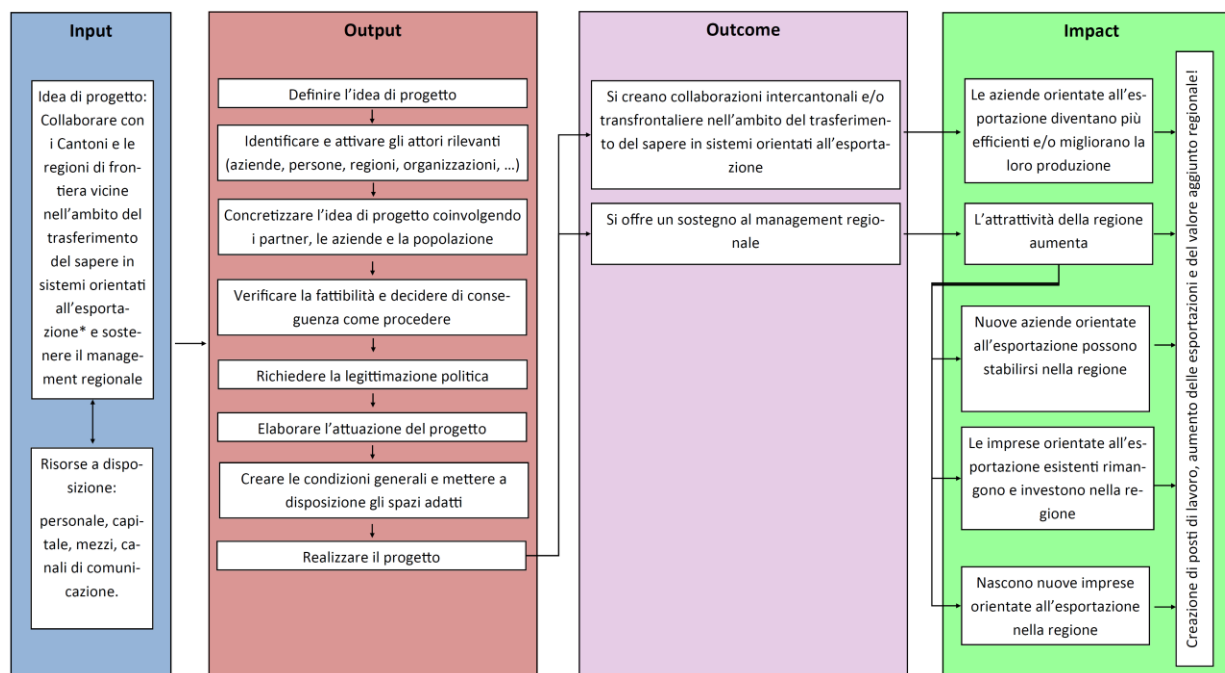 Input
Idea di progetto:
Collaborare con
i Cantoni e le
regioni di fron-
tiera vicine
nell'ambito del
trasferimento
del sapere in
sistemi orientati
all'esporta-
zione* e soste-
nere il manage-
ment regionale
Risorse a dispo-
sizione:
personale, capi-
tale, mezzi, ca-
nali di comuni-
cazione.
Output
Definire l'idea di progetto
Identificare e attivare gli attori rilevanti
(aziende, persone, regioni, organizzazioni, ...)
Concretizzare l'idea di progetto coinvolgendo
i partner, le aziende e la popolazione
Verificare la fattibilità e decidere di conse-
guenza come procedere
Richiedere la legittimazione politica
Elaborare l'attuazione del progetto
Creare le condizioni generali e mettere a
disposizione gli spazi adatti
Realizzare il progetto
Outcome
Si creano collaborazioni intercantonali e/o
transfrontaliere nell'ambito del trasferimen-
to del sapere in sistemi orientati all'esporta-
zione
Si offre un sostegno al management regio-
nale
Impact
Le aziende orientate all'es-
portazione diventano più
efficienti e/o migliorano la
loro produzione
L'attrattività della regione
aumenta
Nuove aziende orientate
all'esportazione possono
stabilirsi nella regione
Le imprese orientate all'es-
portazione esistenti riman-
gono e investono nella re-
gione
Nascono nuove imprese
orientate all'esportazione
nella regione
Creazione di posti di lavoro, aumento delle esportazioni e del valore aggiunto regionale!